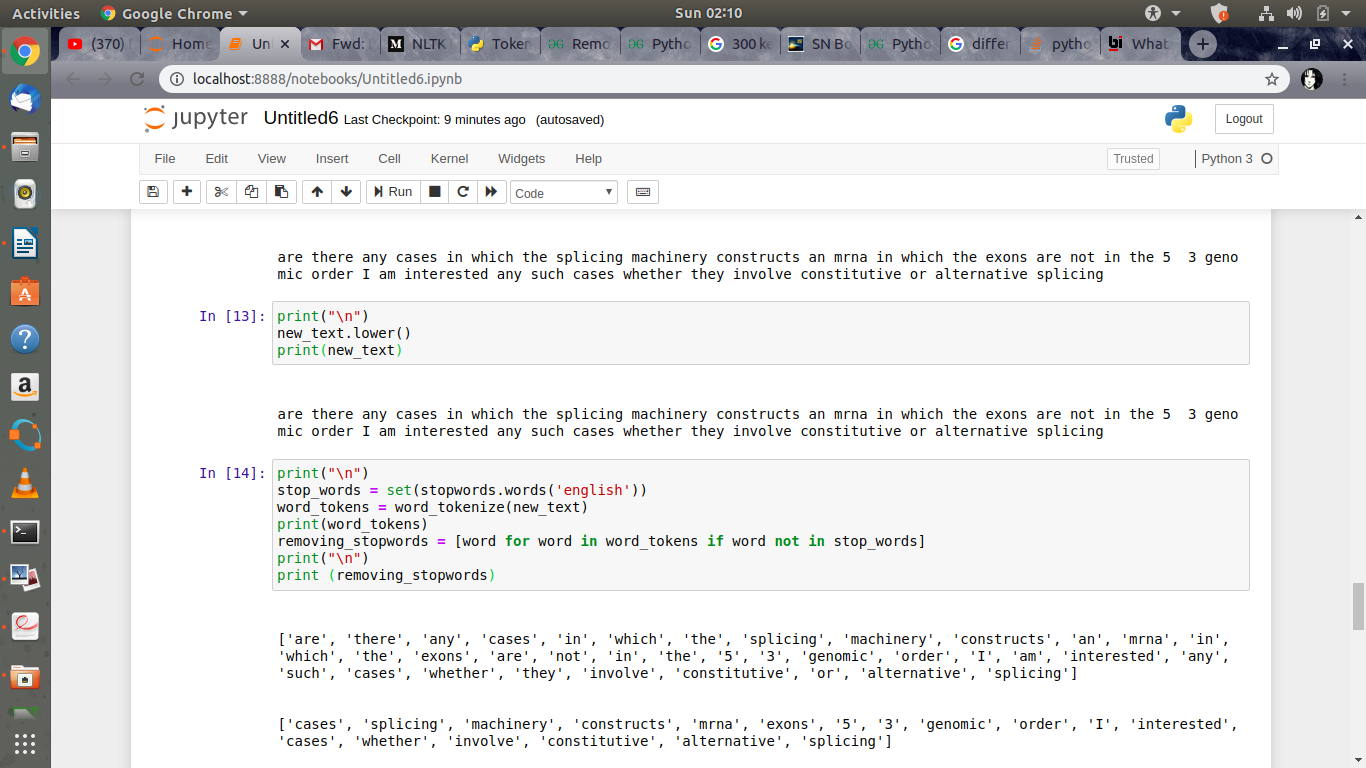 Activities Google Chrome Sun 02:10
(370) Home Un Fwd: NLTK Token Remo Pytho 300 ke SN Bo Pytho differ pytho What
localhost:8888/notebooks/Untitled6.ipynb
jupyter Untitled6 Last Checkpoint: 9 minutes ago (autosaved) Logout
File Edit View Insert Cell Kernel Widgets Help Trusted Python 3
Run Code
are there any cases in which the splicing machinery constructs an mrna in which the exons are not in the 5  3 geno
mic order I am interested any such cases whether they involve constitutive or alternative splicing
In [13]: print("\n")
new_text.lower()
print(new_text)
are there any cases in which the splicing machinery constructs an mrna in which the exons are not in the 5  3 geno
mic order I am interested any such cases whether they involve constitutive or alternative splicing
In [14]: print("\n")
stop_words = set(stopwords.words('english'))
word_tokens = word_tokenize(new_text)
print(word_tokens)
removing_stopwords = [word for word in word_tokens if word not in stop_words]
print("\n")
print (removing_stopwords)
['are', 'there', 'any', 'cases', 'in', 'which', 'the', 'splicing', 'machinery', 'constructs', 'an', 'mrna', 'in',
'which', 'the', 'exons', 'are', 'not', 'in', 'the', '5', '3', 'genomic', 'order', 'I', 'am', 'interested', 'any',
'such', 'cases', 'whether', 'they', 'involve', 'constitutive', 'or', 'alternative', 'splicing']
['cases', 'splicing', 'machinery', 'constructs', 'mrna', 'exons', '5', '3', 'genomic', 'order', 'I', 'interested',
'cases', 'whether', 'involve', 'constitutive', 'alternative', 'splicing']